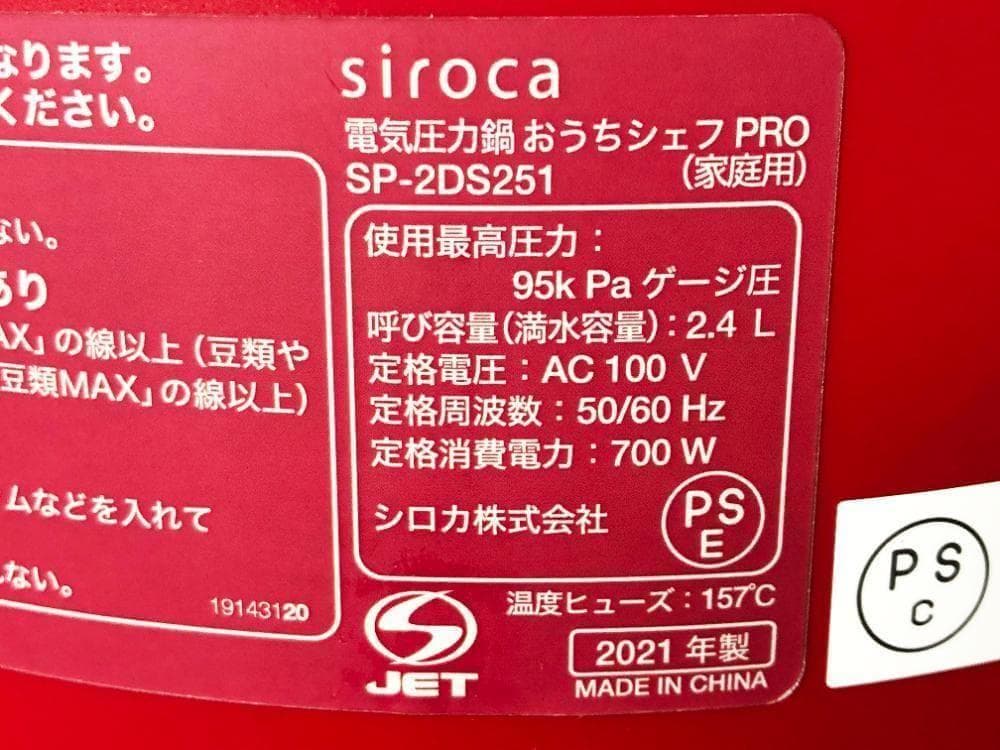 なります。
ください。
ない。
あり
AX」の線以上（豆類や
豆類MAX」の線以上）
ムなどを入れて
ない。
19143120
siroca
電気圧力鍋 おうちシェフ PRO
SP-2DS251 (家庭用)
使用最高圧力：
95k Pa ゲージ圧
呼び容量(満水容量)：2.4 L
定格電圧：AC 100 V
定格周波数：50/60 Hz
定格消費電力：700 W
シロカ株式会社
PS
E
JET
温度ヒューズ：157℃
2021 年製
MADE IN CHINA
PS
C